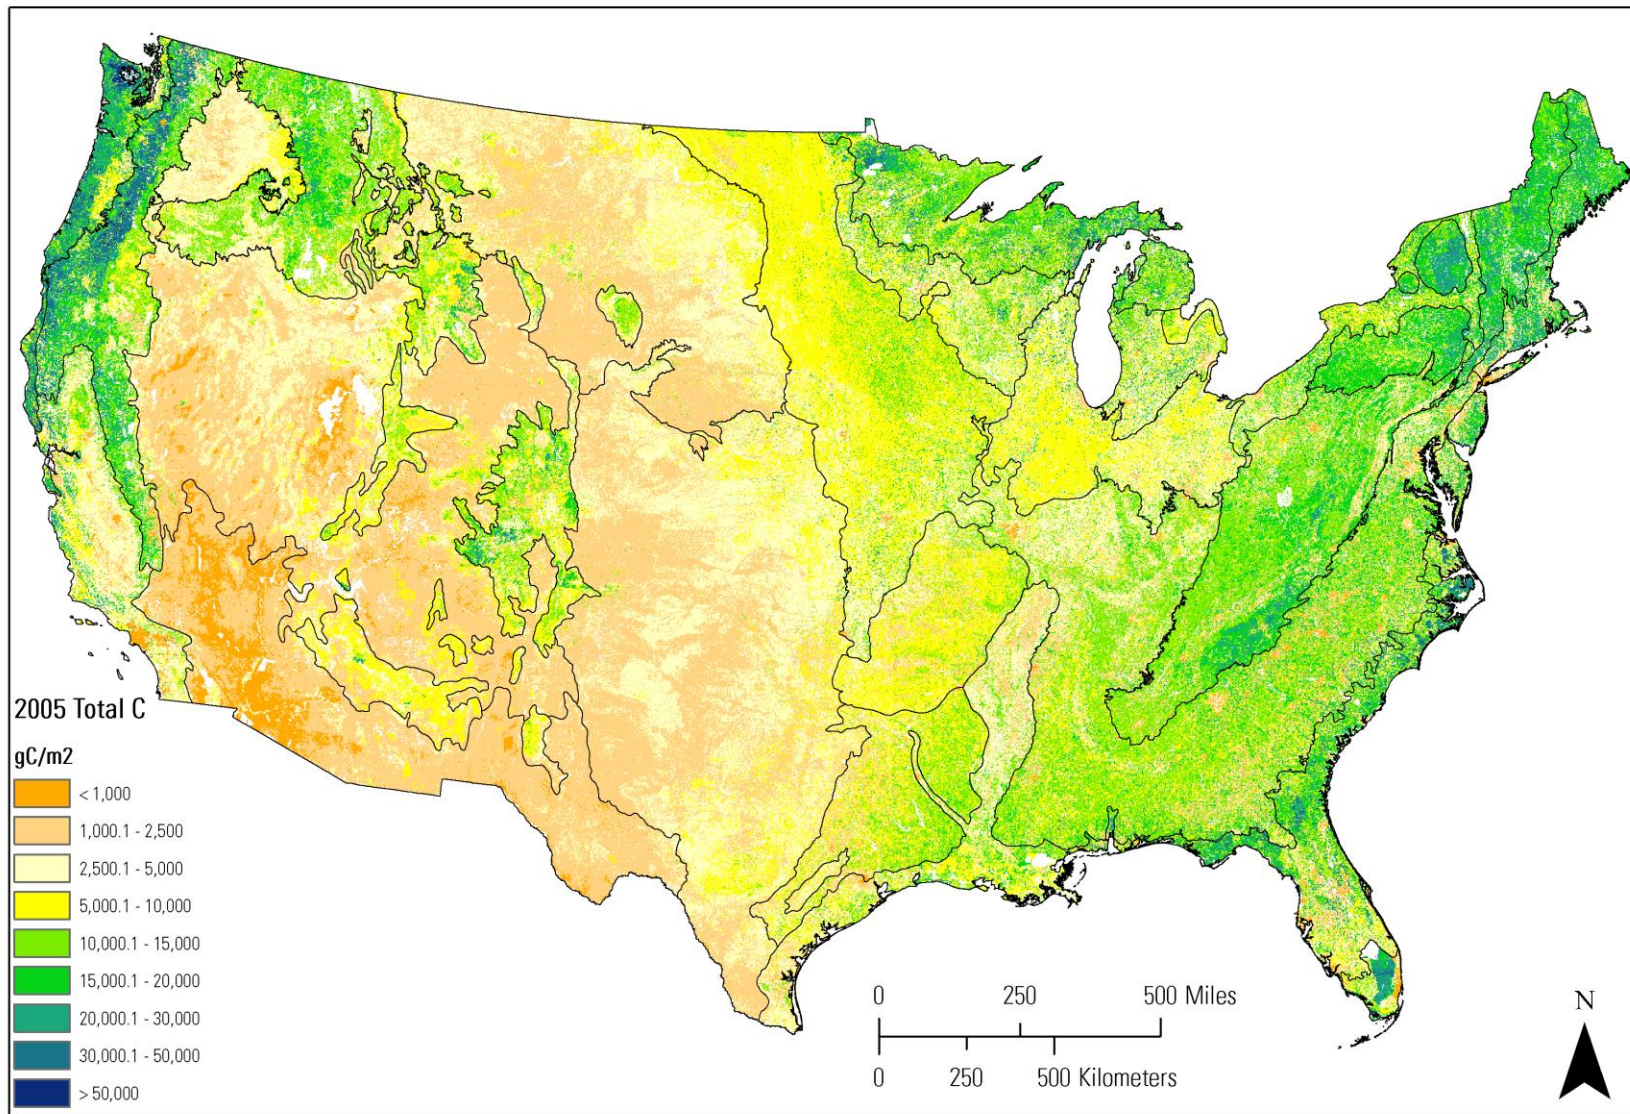 2005 Total C
gC/m2
< 1,000
1,000.1 - 2,500
2,500.1 - 5,000
5,000.1 - 10,000
10,000.1 - 15,000
15,000.1 - 20,000
20,000.1 - 30,000
30,000.1 - 50,000
> 50,000
0 250 500 Miles
0 250 500 Kilometers
N